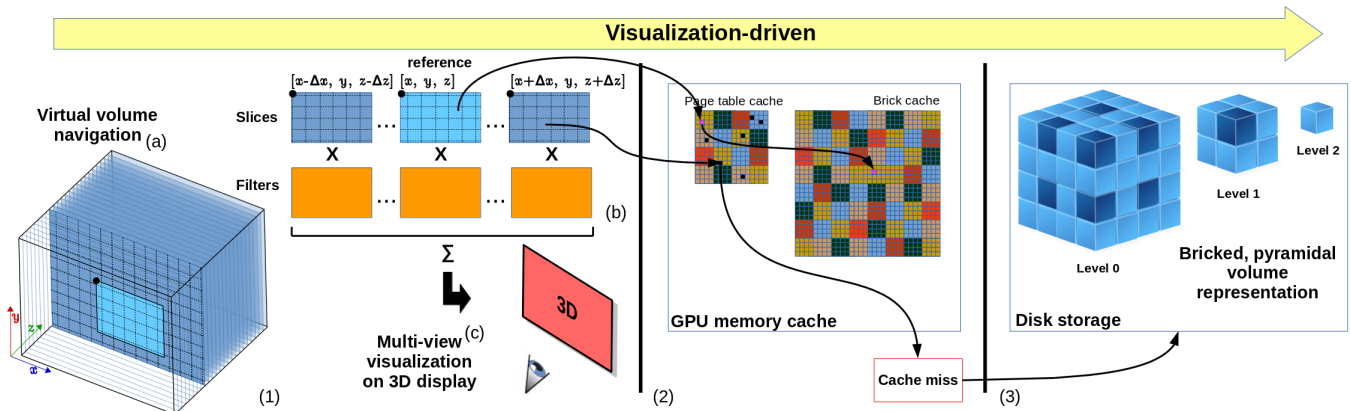 Visualization-driven
Virtual volume
navigation (a)
reference
[x-Δx, y, z-Δz] [x, y, z] [x+Δx, y, z+Δz]
Slices
... ...
X X X
Filters
... ...
(b)
Σ
(c)
Multi-view
visualization
on 3D display
3D
y
z
x
(1)
Page table cache
Brick cache
GPU memory cache
Cache miss
(2)
Level 0
Level 1
Level 2
Bricked, pyramidal
volume
representation
Disk storage
(3)